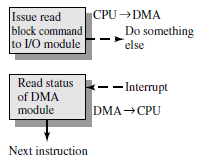 Issue read
block command
to I/O module
CPU → DMA
Do something
else
Read status
of DMA
module
Interrupt
DMA → CPU
Next instruction